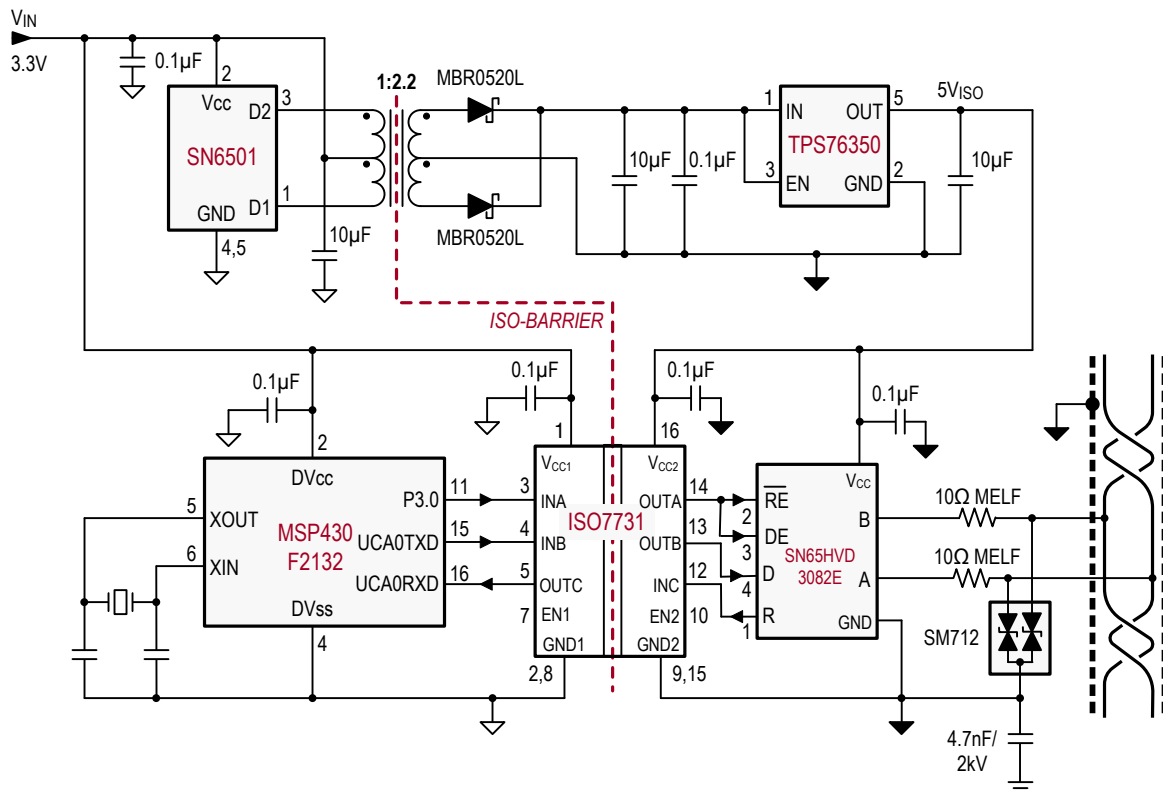 VIN
3.3V
0.1µF
2
Vcc
3
D2
SN6501
D1
1
GND
4,5
10µF
1:2.2
MBR0520L
MBR0520L
10µF
0.1µF
1
IN
OUT
5
TPS76350
3
EN
GND
2
5VISO
10µF
ISO-BARRIER
0.1µF
2
DVcc
P3.0
11
5
XOUT
MSP430
F2132
UCA0TXD
15
6
XIN
UCA0RXD
16
DVss
4
0.1µF
1
VCC1
3
INA
4
INB
5
OUTC
7
EN1
GND1
2,8
ISO7731
0.1µF
16
VCC2
OUTA
14
OUTB
13
INC
12
EN2
10
GND2
9,15
0.1µF
VCC
RE
2
DE
3
SN65HVD
3082E
D
4
R
1
B
A
GND
10Ω MELF
10Ω MELF
SM712
4.7nF/
2kV